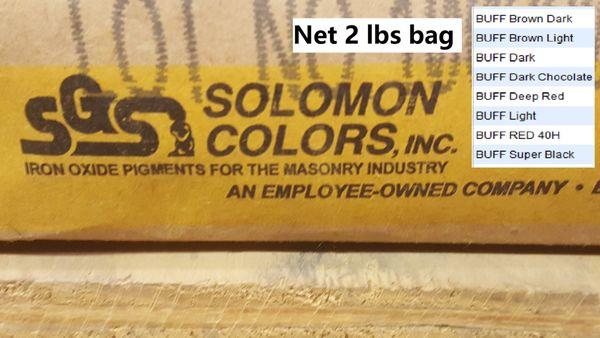 LOT NO
Net 2 lbs bag
BUFF Brown Dark
BUFF Brown Light
BUFF Dark
BUFF Dark Chocolate
BUFF Deep Red
BUFF Light
BUFF RED 40H
BUFF Super Black
SGS
SOLOMON
COLORS, INC.
IRON OXIDE PIGMENTS FOR THE MASONRY INDUSTRY
AN EMPLOYEE-OWNED COMPANY •